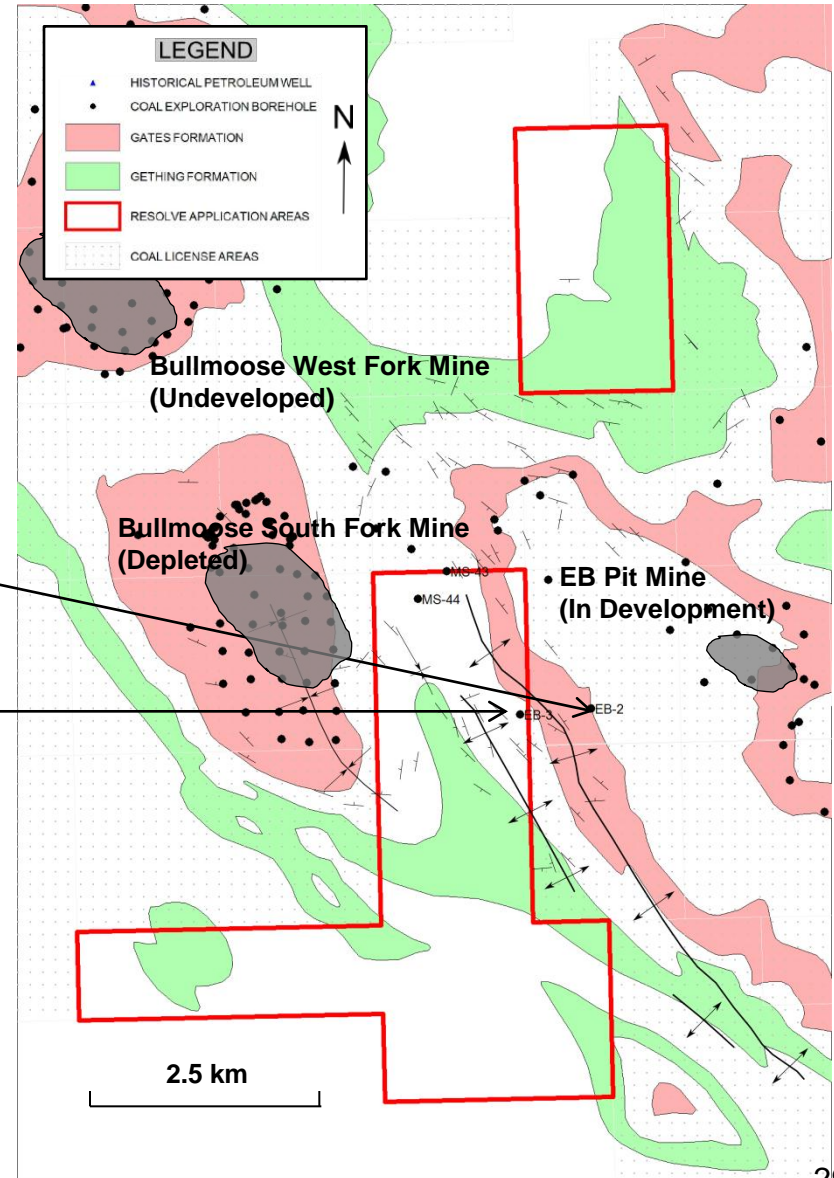 LEGEND
HISTORICAL PETROLEUM WELL
COAL EXPLORATION BOREHOLE
GATES FORMATION
GETHING FORMATION
RESOLVE APPLICATION AREAS
COAL LICENSE AREAS
N
Bullmoose West Fork Mine
(Undeveloped)
Bullmoose South Fork Mine
(Depleted)
MS-43
MS-44
EB Pit Mine
(In Development)
EB-3
EB-2
2.5 km